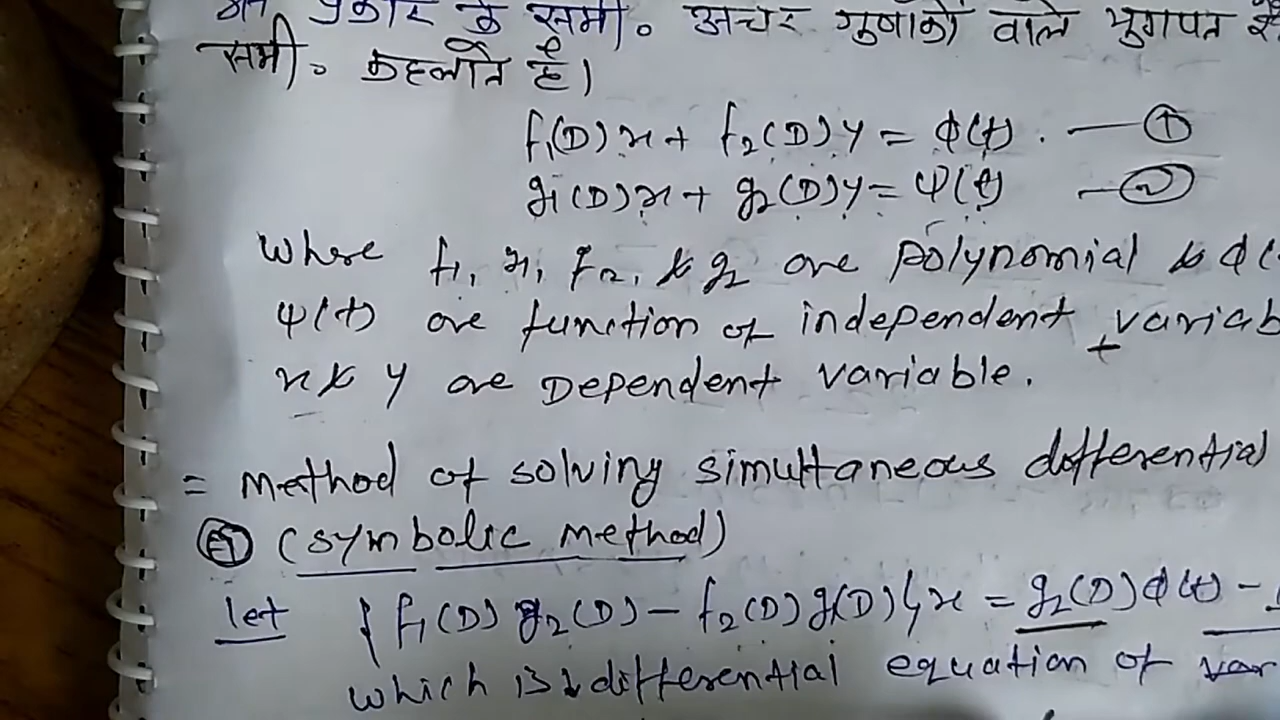 प्रकार के समी० अचर गुणांको वाले युगपत
समी० कहलाते है।
f₁(D)x + f₂(D)y = ϕ(t). — ①
g₁(D)x + g₂(D)y = Ψ(t) — ②
where f₁, g₁, f₂, & g₂ are polynomial & ϕ(
Ψ(t) are function of independent variab
t
x & y are Dependent variable.
= method of solving simultaneous differential
(symbolic method)
let {f₁(D) g₂(D) – f₂(D) g(D)}x = g₂(D) ϕ(t) –
which is differential equation of var